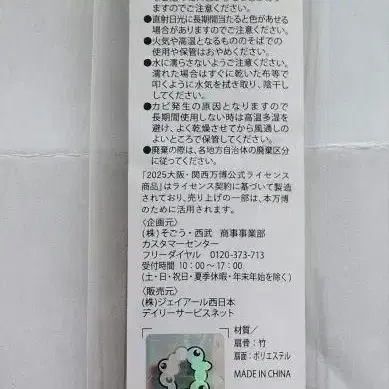 ますのでご注意ください。
●直射日光に長期間当たると色があせる
場合がありますのでご注意ください。
●火気や高温となるもののそばでの
使用や保管はおやめください。
●水に濡らさないようご注意ください。
濡れた場合はすぐに乾いた布等で
叩くように水気を拭き取り、陰干し
してください。
●カビ発生の原因となりますので
長期間使用しない時は高温多湿を
避け、よく乾燥させてから風通しの
よいところで保管してください。
●廃棄の際は、各地方自治体の廃棄区分
に従ってください。
「2025大阪・関西万博公式ライセンス
商品」はライセンス契約に基づいて製造
されており、売り上げの一部は、本万博
のために活用されます。
〈企画元〉
(株)そごう・西武 商事事業部
カスタマーセンター
フリーダイヤル 0120-373-713
受付時間 10:00〜17:00
(土・日・祝日・夏季休暇・年末年始を除く)
〈販売元〉
(株)ジェイアール西日本
デイリーサービスネット
材質/
扇骨:竹
扇面:ポリエステル
MADE IN CHINA